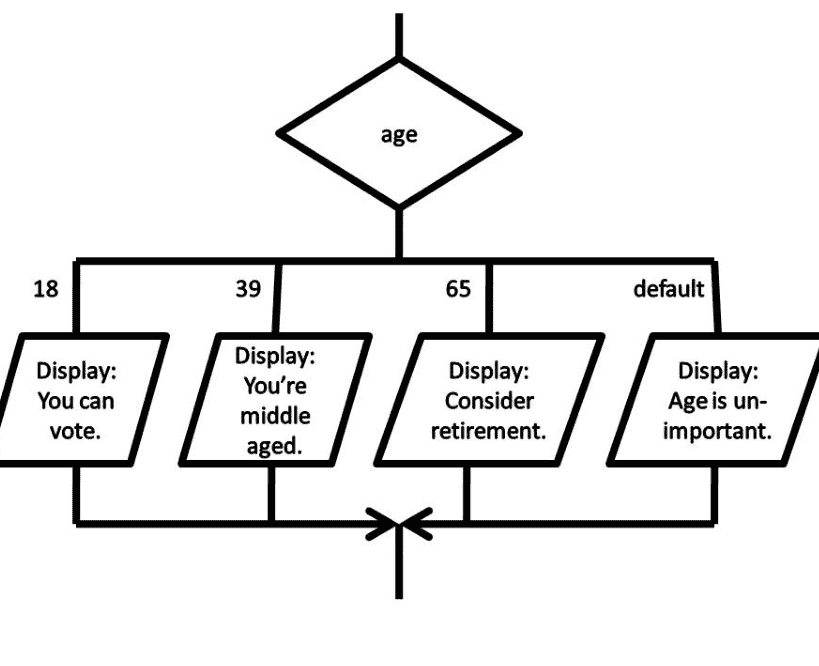 age
18
39
65
default
Display:
You can
vote.
Display:
You're
middle
aged.
Display:
Consider
retirement.
Display:
Age is un-
important.